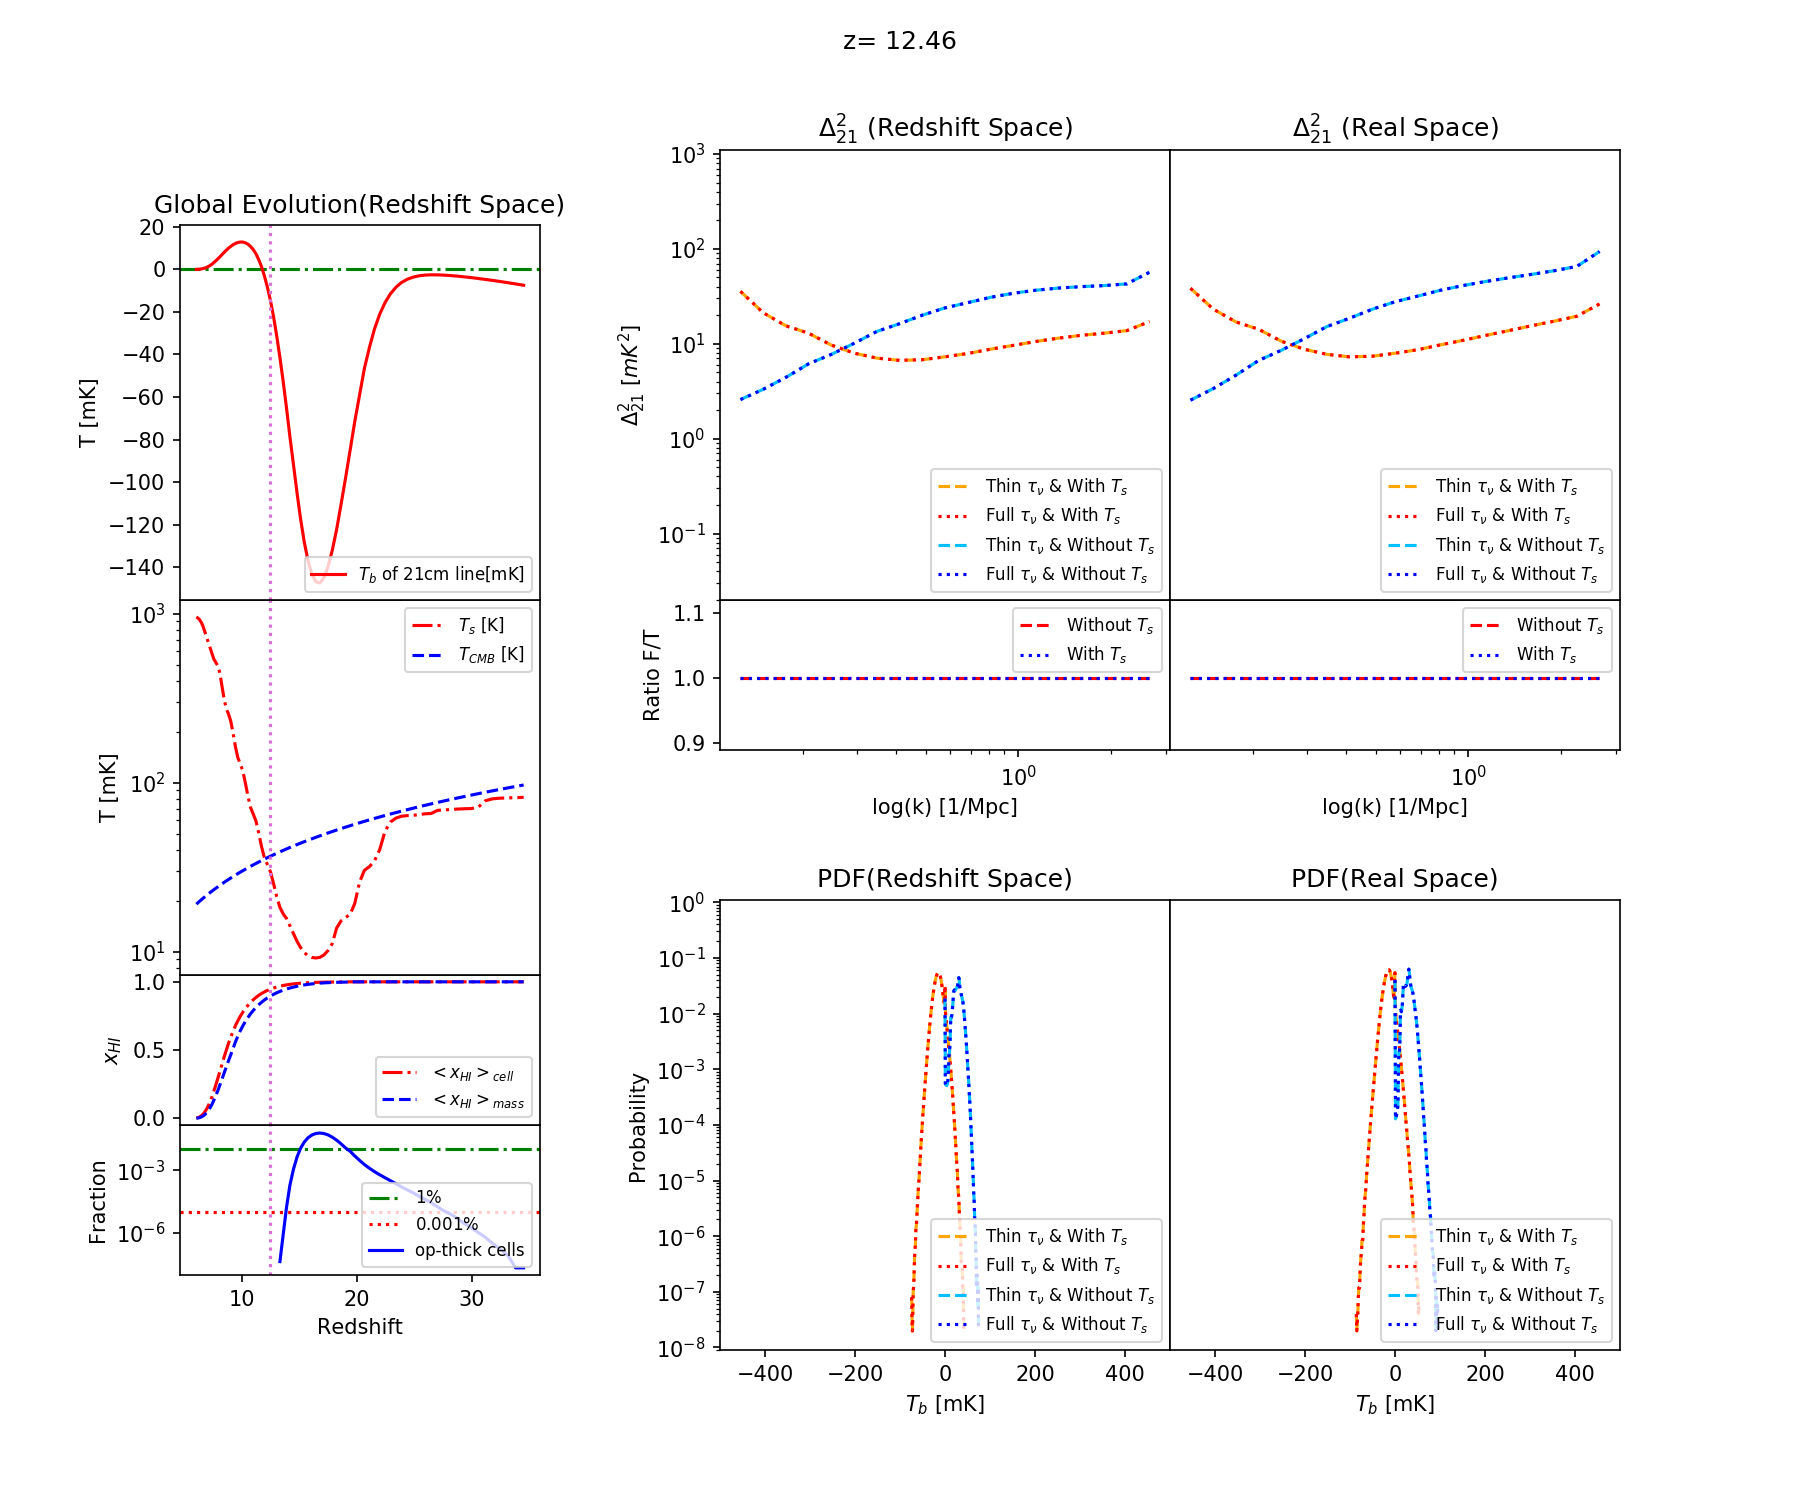 z= 12.46
Global Evolution(Redshift Space)
20
0
−20
−40
−60
−80
−100
−120
−140
T [mK]
T_b of 21cm line[mK]
10^3
10^2
10^1
T [mK]
T_s [K]
T_CMB [K]
1.0
0.5
0.0
x_HI
<x_HI>_cell
<x_HI>_mass
10^−3
10^−6
Fraction
1%
0.001%
op-thick cells
10 20 30
Redshift
Δ^2_21 (Redshift Space)
10^3
10^2
10^1
10^0
10^−1
Δ^2_21 [mK^2]
Thin τ_ν & With T_s
Full τ_ν & With T_s
Thin τ_ν & Without T_s
Full τ_ν & Without T_s
1.1
1.0
0.9
Ratio F/T
Without T_s
With T_s
10^0
log(k) [1/Mpc]
Δ^2_21 (Real Space)
Thin τ_ν & With T_s
Full τ_ν & With T_s
Thin τ_ν & Without T_s
Full τ_ν & Without T_s
Without T_s
With T_s
10^0
log(k) [1/Mpc]
PDF(Redshift Space)
10^0
10^−1
10^−2
10^−3
10^−4
10^−5
10^−6
10^−7
10^−8
Probability
Thin τ_ν & With T_s
Full τ_ν & With T_s
Thin τ_ν & Without T_s
Full τ_ν & Without T_s
−400 −200 0 200 400
T_b [mK]
PDF(Real Space)
Thin τ_ν & With T_s
Full τ_ν & With T_s
Thin τ_ν & Without T_s
Full τ_ν & Without T_s
−400 −200 0 200 400
T_b [mK]